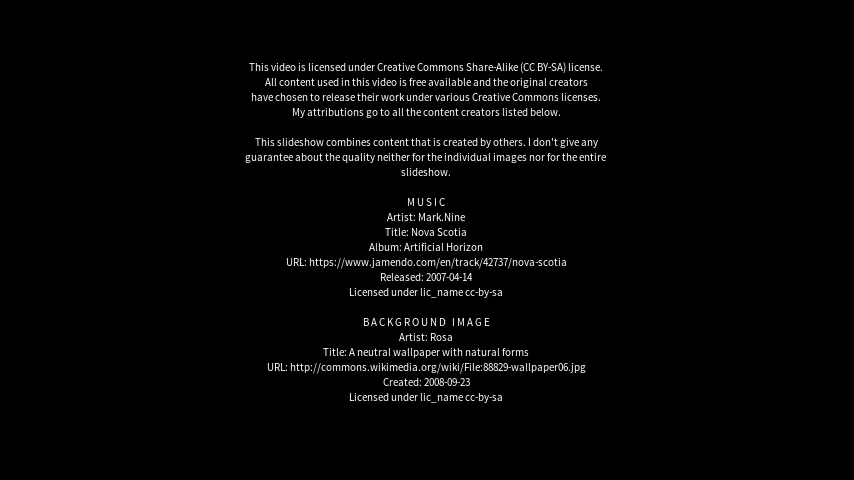 This video is licensed under Creative Commons Share-Alike (CC BY-SA) license.
All content used in this video is free available and the original creators
have chosen to release their work under various Creative Commons licenses.
My attributions go to all the content creators listed below.
This slideshow combines content that is created by others. I don't give any
guarantee about the quality neither for the individual images nor for the entire
slideshow.
MUSIC
Artist: Mark.Nine
Title: Nova Scotia
Album: Artificial Horizon
URL: https://www.jamendo.com/en/track/42737/nova-scotia
Released: 2007-04-14
Licensed under lic_name cc-by-sa
BACKGROUND IMAGE
Artist: Rosa
Title: A neutral wallpaper with natural forms
URL: http://commons.wikimedia.org/wiki/File:88829-wallpaper06.jpg
Created: 2008-09-23
Licensed under lic_name cc-by-sa